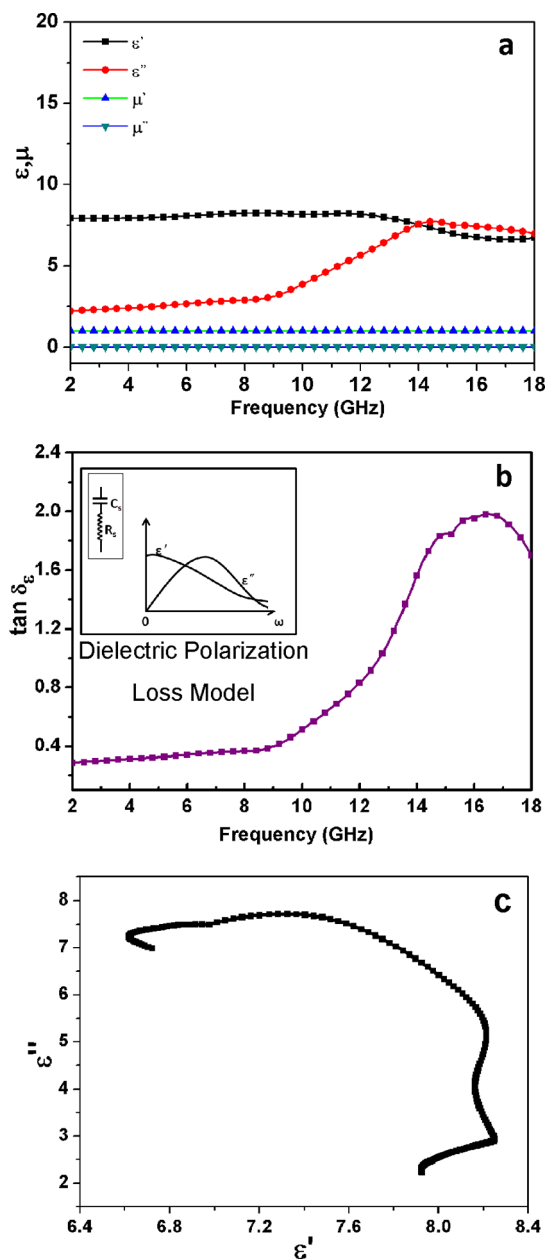 a
20
15
10
5
0
ε,μ
ε'
ε"
μ'
μ"
2 4 6 8 10 12 14 16 18
Frequency (GHz)
b
2.4
2.0
1.6
1.2
0.8
0.4
tan δε
Cs
Rs
ε'
ε"
0
ω
Dielectric Polarization
Loss Model
2 4 6 8 10 12 14 16 18
Frequency (GHz)
c
8
7
6
5
4
3
2
ε"
6.4 6.8 7.2 7.6 8.0 8.4
ε'